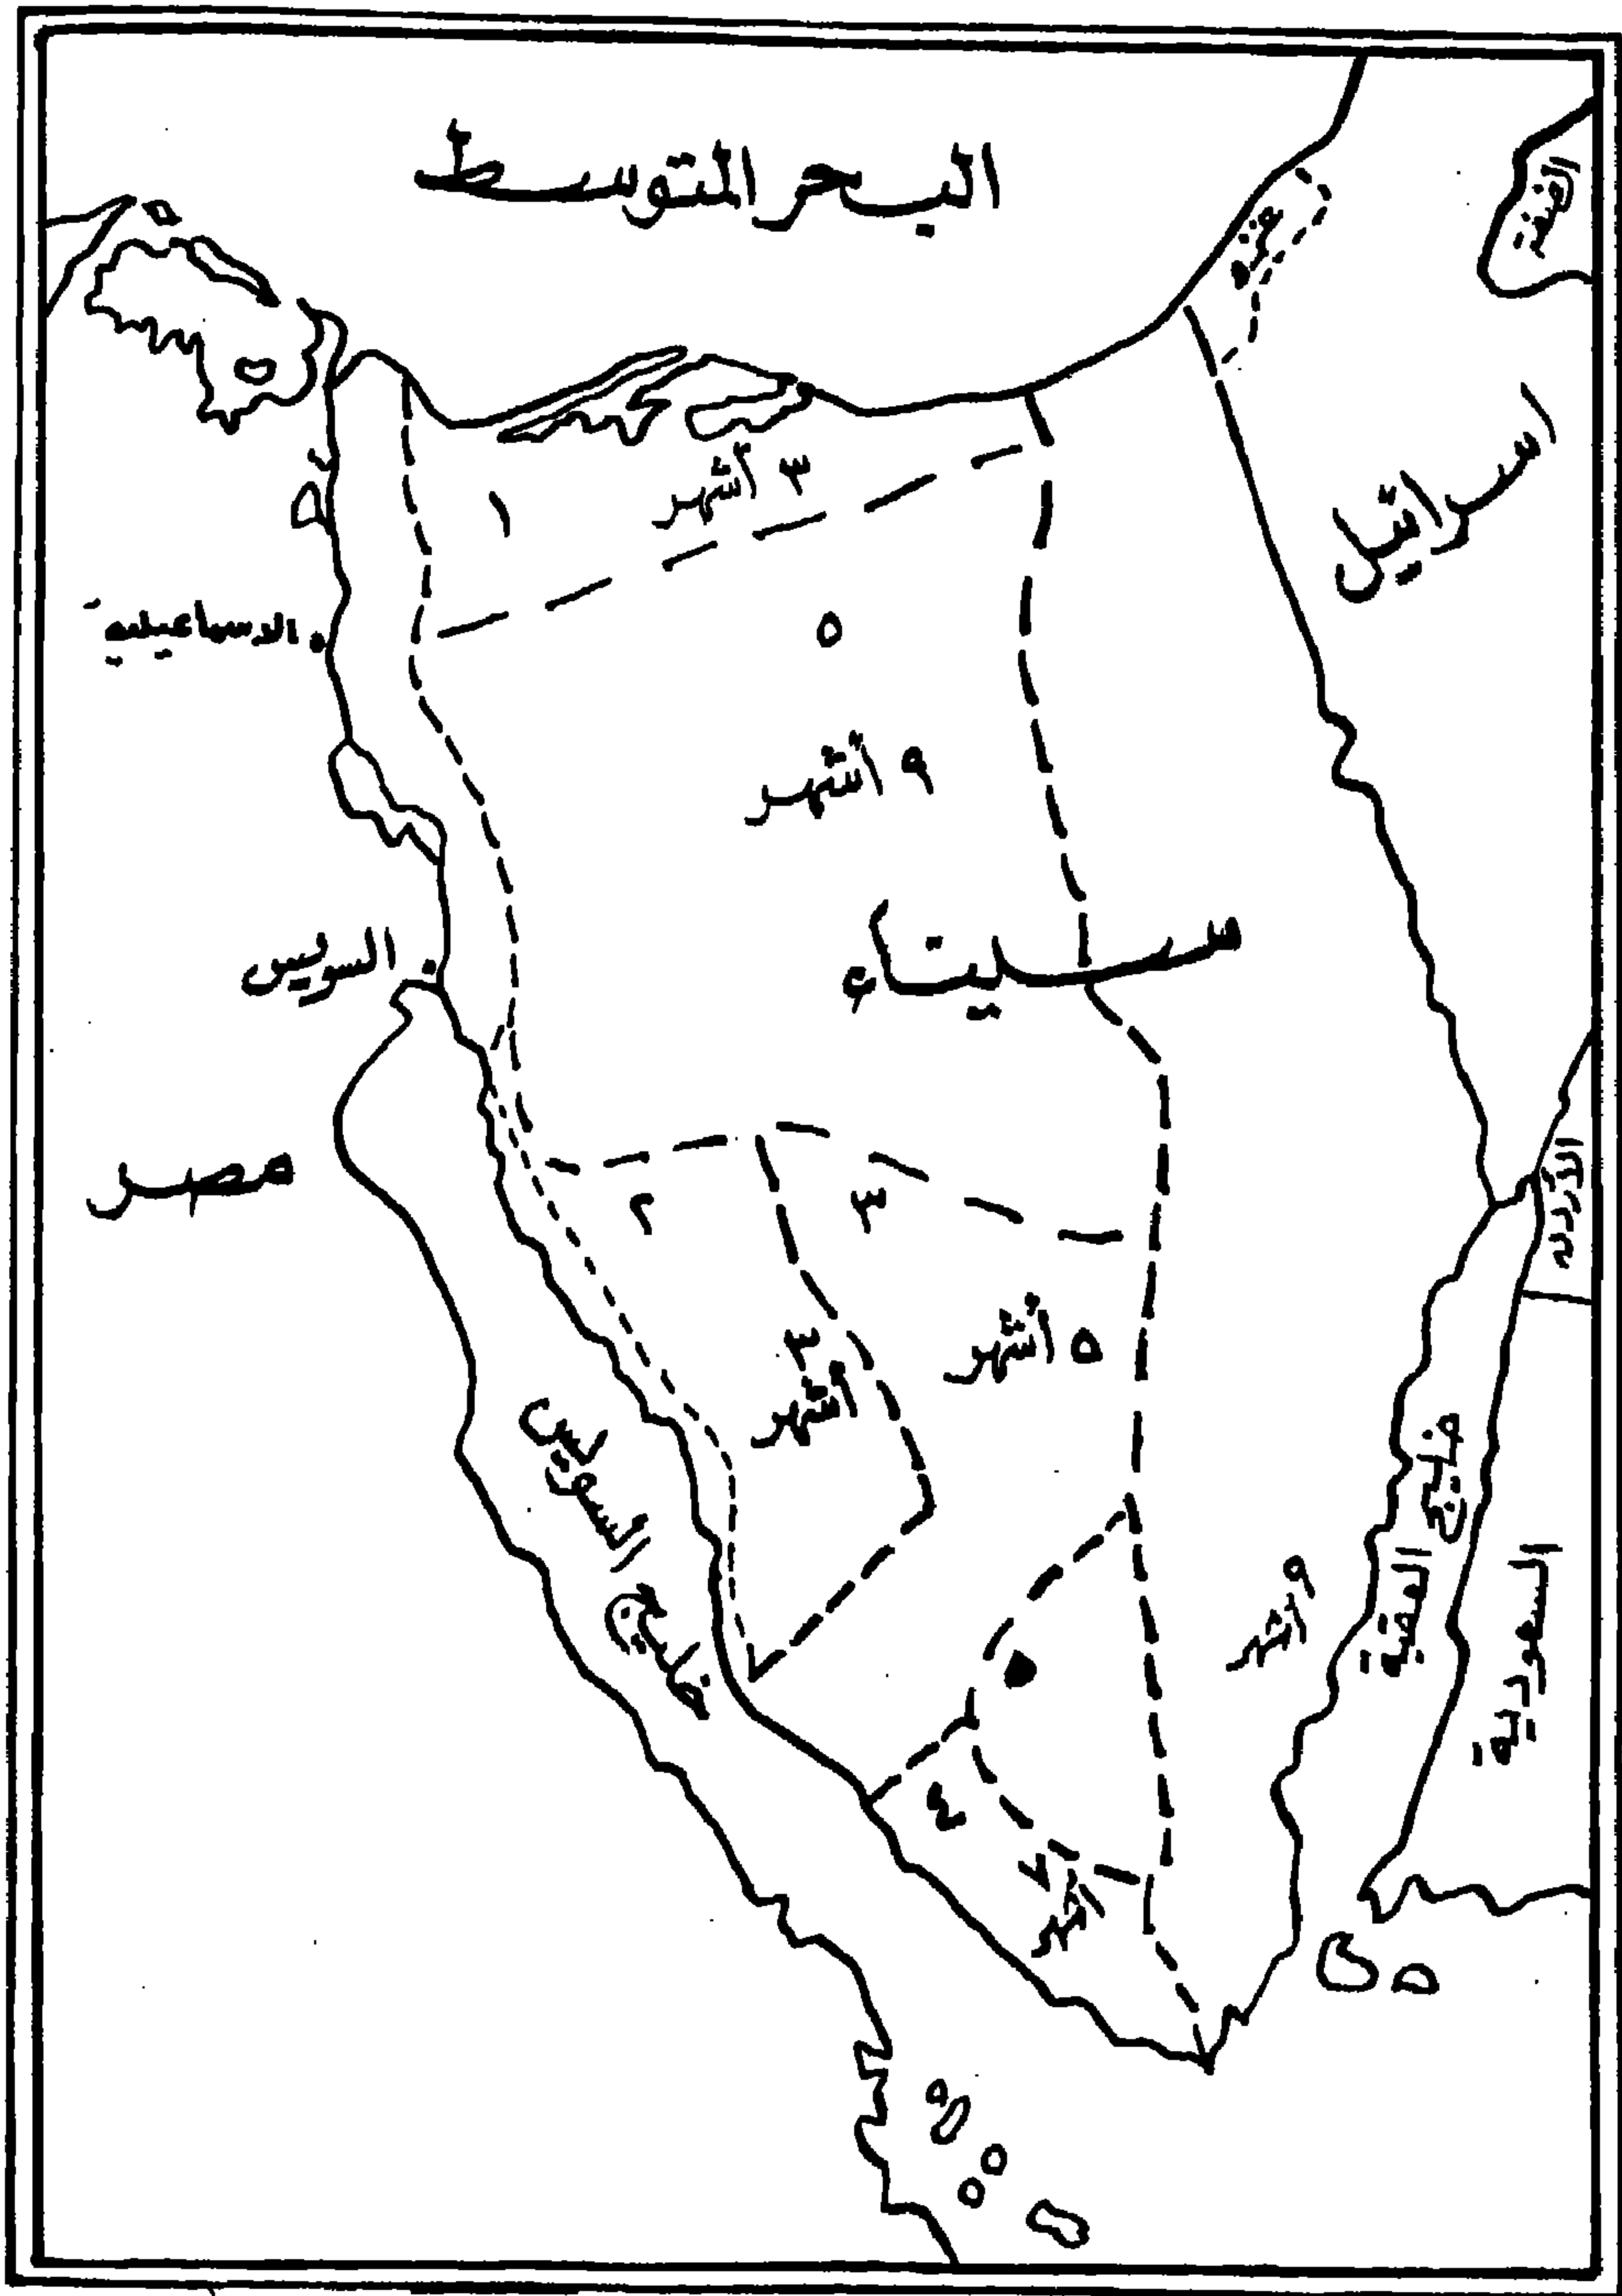 البحر المتوسط
الضفة
غزة
اسرائيل
٣ أشهر
١
الاسماعيلية
٥
٩ أشهر
السويس
سيناء
مصر
٢
٣
الأردن
٥ أشهر
٣
أشهر
خليج
العقبة
خليج السويس
السعودية
٩
أشهر
٤
٧
أشهر